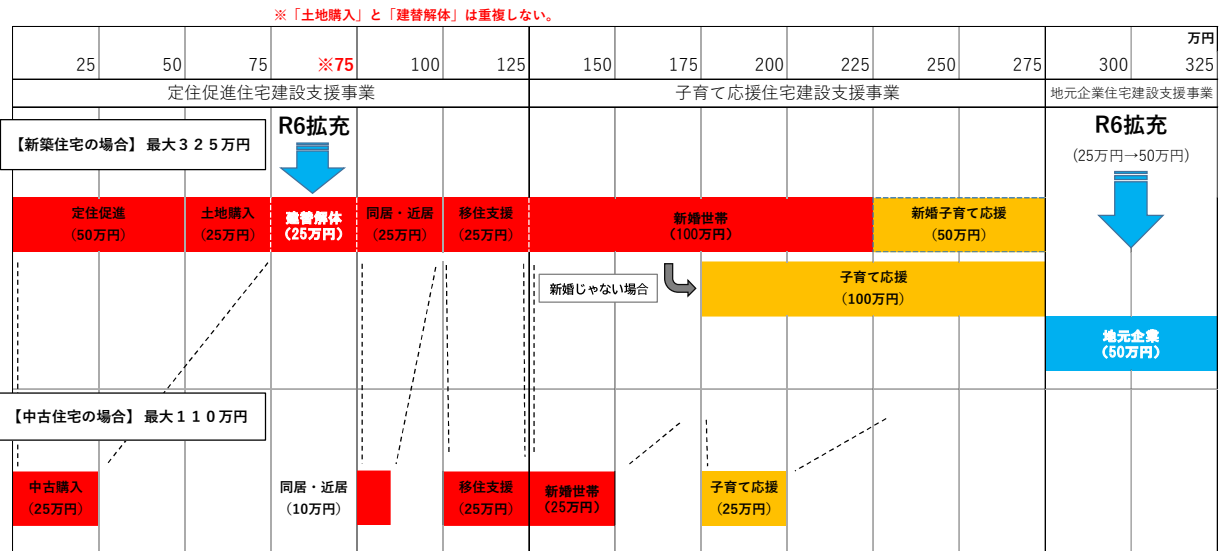 ※「土地購入」と「建替解体」は重複しない。
万円
25 50 75 ※75 100 125 150 175 200 225 250 275 300 325
定住促進住宅建設支援事業 子育て応援住宅建設支援事業 地元企業住宅建設支援事業
【新築住宅の場合】 最大３２５万円
R6拡充
R6拡充
(25万円→50万円)
定住促進
(50万円)
土地購入
(25万円)
建替解体
(25万円)
同居・近居
(25万円)
移住支援
(25万円)
新婚世帯
(100万円)
新婚子育て応援
(50万円)
新婚じゃない場合
子育て応援
(100万円)
地元企業
(50万円)
【中古住宅の場合】 最大１１０万円
中古購入
(25万円)
同居・近居
(10万円)
移住支援
(25万円)
新婚世帯
(25万円)
子育て応援
(25万円)